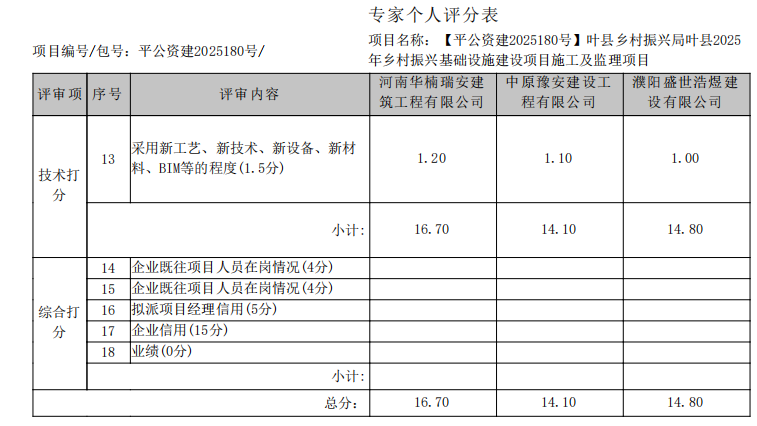 专家个人评分表
项目编号/包号: 平公资建2025180号/
项目名称: 【平公资建2025180号】叶县乡村振兴局叶县2025
年乡村振兴基础设施建设项目施工及监理项目
评审项 序号 评审内容 河南华楠瑞安建 中原豫安建设工 濮阳盛世浩煜建
筑工程有限公司 程有限公司 设有限公司
技术打
分
13 采用新工艺、新技术、新设备、新材
料、BIM等的程度(1.5分)
1.20 1.10 1.00
小计: 16.70 14.10 14.80
综合打
分
14 企业既往项目人员在岗情况(4分)
15 企业既往项目人员在岗情况(4分)
16 拟派项目经理信用(5分)
17 企业信用(15分)
18 业绩(0分)
小计:
总分: 16.70 14.10 14.80